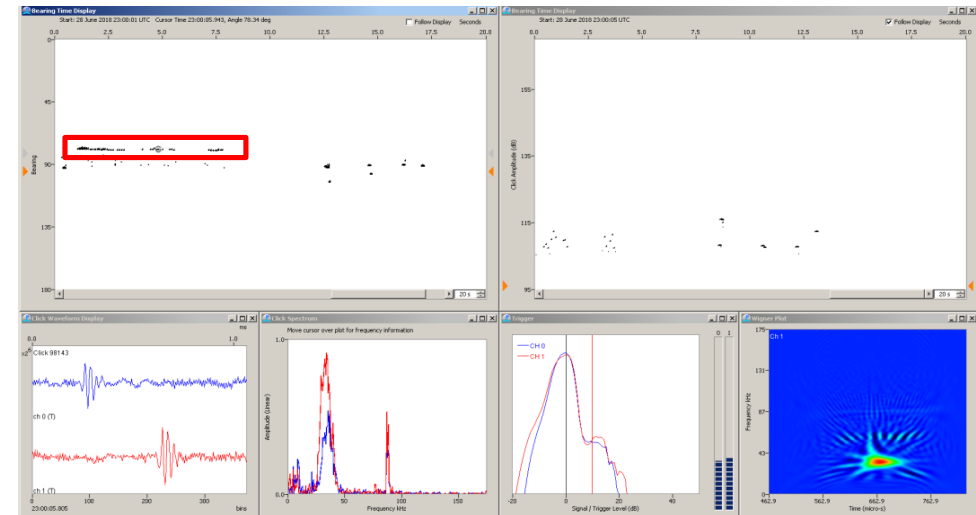 Bearing Time Display
Start: 28 June 2018 23:00:01 UTC Cursor Time 23:00:05.943, Angle 78.34 deg
Follow Display Seconds
0.0 2.5 5.0 7.5 10.0 12.5 15.0 17.5 20.0
0
45
90
135
180
Bearing
20 s
Bearing Time Display
Start: 28 June 2018 23:00:05 UTC
Follow Display Seconds
0.0 2.5 5.0 7.5 10.0 12.5 15.0 17.5 20.0
155
135
115
95
Click Amplitude (dB)
20 s
Click Waveform Display
ms
0.0 1.0
Click 98143
ch 0 (T)
ch 1 (T)
0 100 200 300
23:00:05.805 bins
Click Spectrum
Move cursor over plot for frequency information
1.0
0.0
Amplitude (Linear)
0 50 100 150
Frequency kHz
Trigger
CH 0
CH 1
0 1
-20 0 20 40
Signal / Trigger Level (dB)
Wigner Plot
Ch 1
175
131
87
43
0
Frequency kHz
462.9 562.9 662.9 762.9
Time (micro-s)